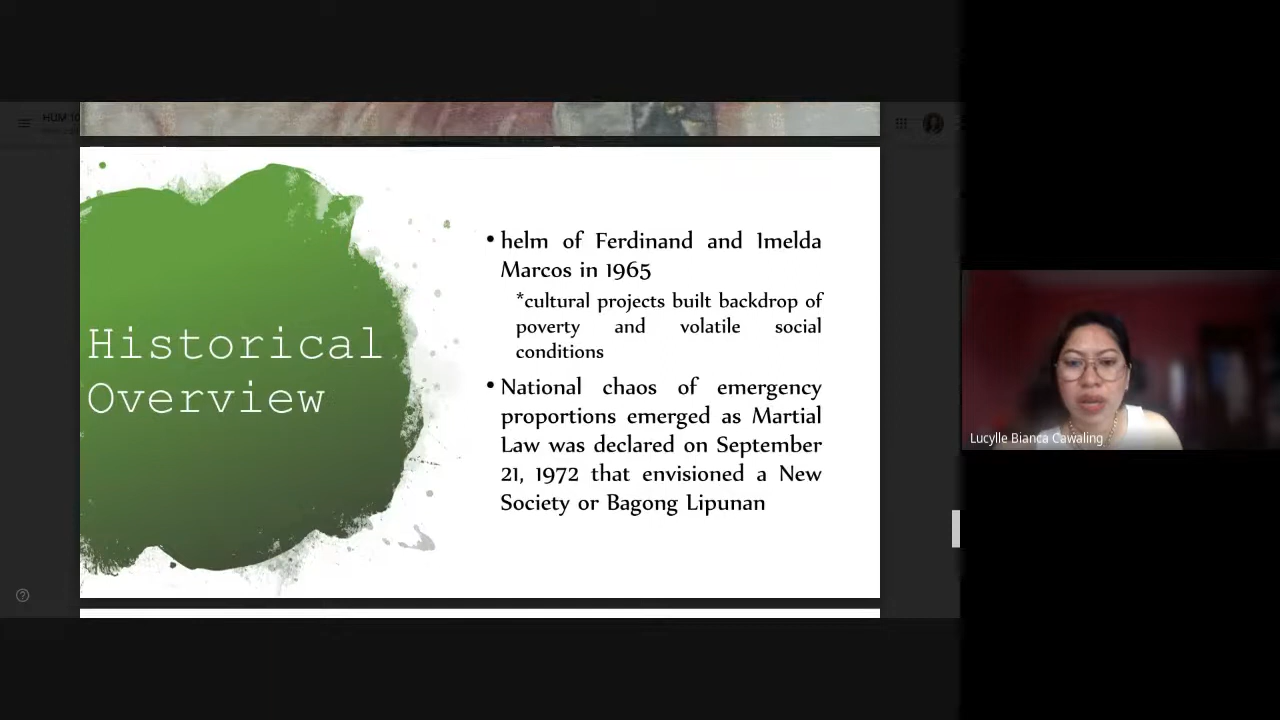 HUM 10
Historical
Overview
• helm of Ferdinand and Imelda
Marcos in 1965
*cultural projects built backdrop of
poverty and volatile social
conditions
• National chaos of emergency
proportions emerged as Martial
Law was declared on September
21, 1972 that envisioned a New
Society or Bagong Lipunan
Lucylle Bianca Cawaling